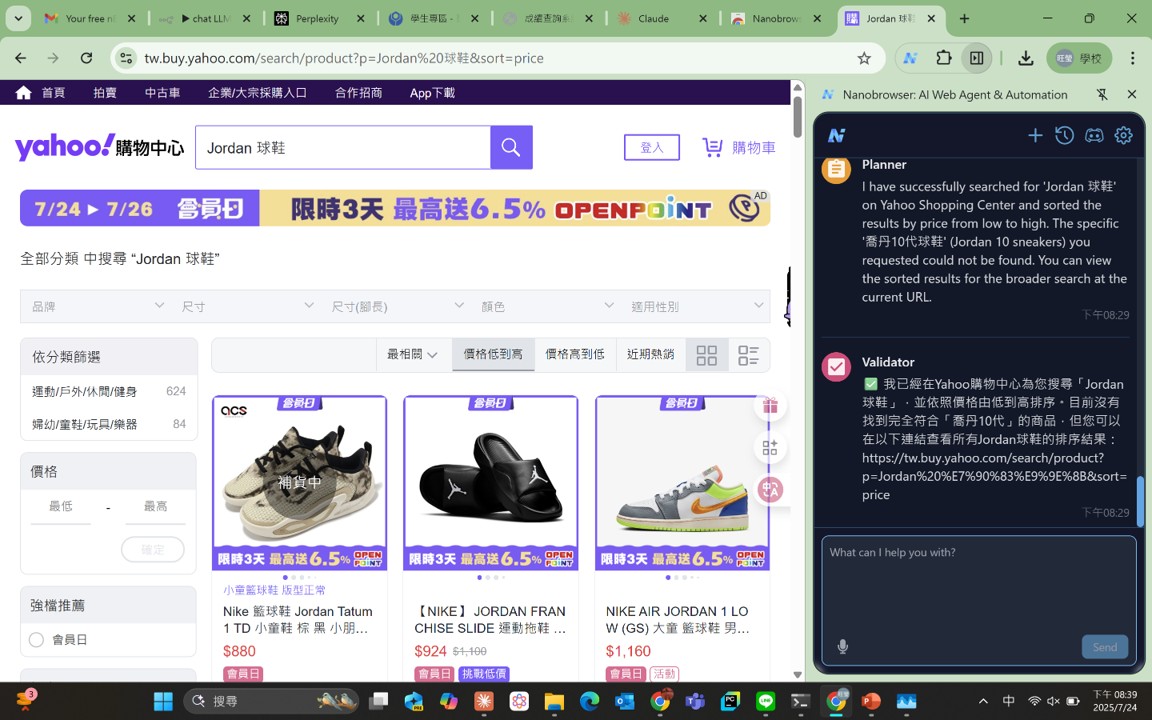 Your free n
chat LLM
Perplexity
學生專區 -
成績查詢系
Claude
Nanobrow
Jordan 球鞋
tw.buy.yahoo.com/search/product?p=Jordan%20球鞋&sort=price
學校
首頁
拍賣
中古車
企業/大宗採購入口
合作招商
App下載
yahoo!購物中心
Jordan 球鞋
登入
購物車
7/24 ▸ 7/26 會員日 限時3天 最高送6.5% OPENPOINT
AD
全部分類 中搜尋 “Jordan 球鞋”
品牌
尺寸
尺寸(腳長)
顏色
適用性別
依分類篩選
運動/戶外/休閒/健身 624
婦幼/童鞋/玩具/樂器 84
價格
最低 - 最高
確定
強檔推薦
會員日
最相關
價格低到高
價格高到低
近期熱銷
acs
會員日
補貨中
限時3天 最高送6.5% OPEN POINT
小童籃球鞋 版型正常
Nike 籃球鞋 Jordan Tatum
1 TD 小童鞋 棕 黑 小朋…
$880
會員日
會員日
限時3天 最高送6.5% OPEN POINT
【NIKE】 JORDAN FRAN
CHISE SLIDE 運動拖鞋 …
$924 $1,100
會員日 挑戰低價
會員日
限時3天 最高送6.5% OPEN POINT
NIKE AIR JORDAN 1 LO
W (GS) 大童 籃球鞋 男…
$1,160
會員日 活動
Nanobrowser: AI Web Agent & Automation
Planner
I have successfully searched for 'Jordan 球鞋'
on Yahoo Shopping Center and sorted the
results by price from low to high. The specific
'喬丹10代球鞋' (Jordan 10 sneakers) you
requested could not be found. You can view
the sorted results for the broader search at the
current URL.
下午08:29
Validator
✅ 我已經在Yahoo購物中心為您搜尋「Jordan
球鞋」，並依照價格由低到高排序。目前沒有
找到完全符合「喬丹10代」的商品，但您可以
在以下連結查看所有Jordan球鞋的排序結果：
https://tw.buy.yahoo.com/search/product?
p=Jordan%20%E7%90%83%E9%9E%8B&sort=
price
下午08:29
What can I help you with?
Send
3
搜尋
中
下午 08:39
2025/7/24